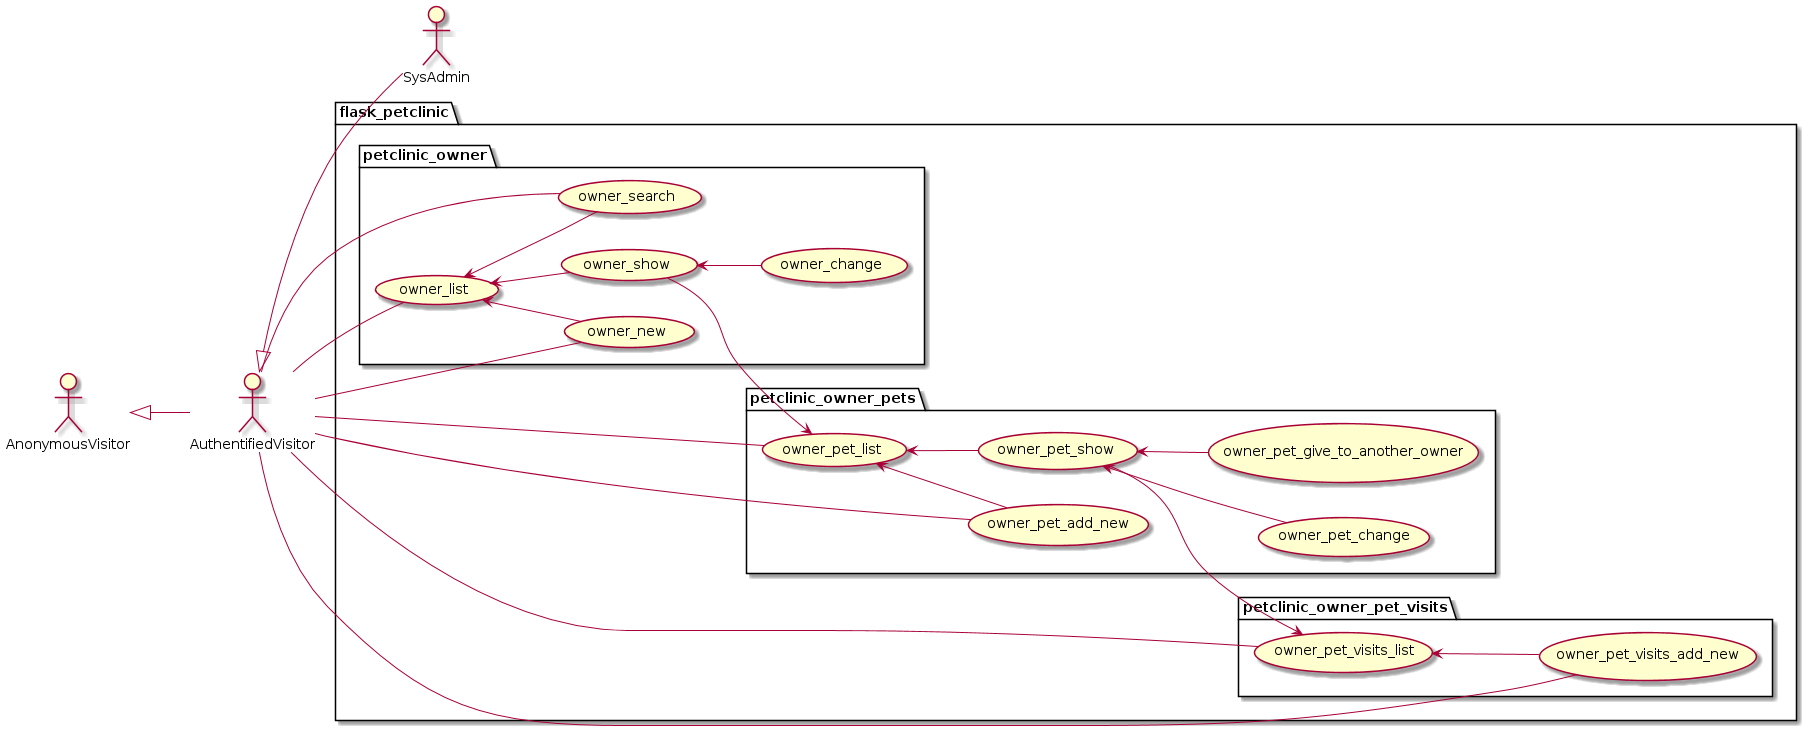 SysAdmin
flask_petclinic
petclinic_owner
owner_search
owner_show
owner_change
owner_list
owner_new
AnonymousVisitor
AuthentifiedVisitor
petclinic_owner_pets
owner_pet_list
owner_pet_show
owner_pet_give_to_another_owner
owner_pet_add_new
owner_pet_change
petclinic_owner_pet_visits
owner_pet_visits_list
owner_pet_visits_add_new